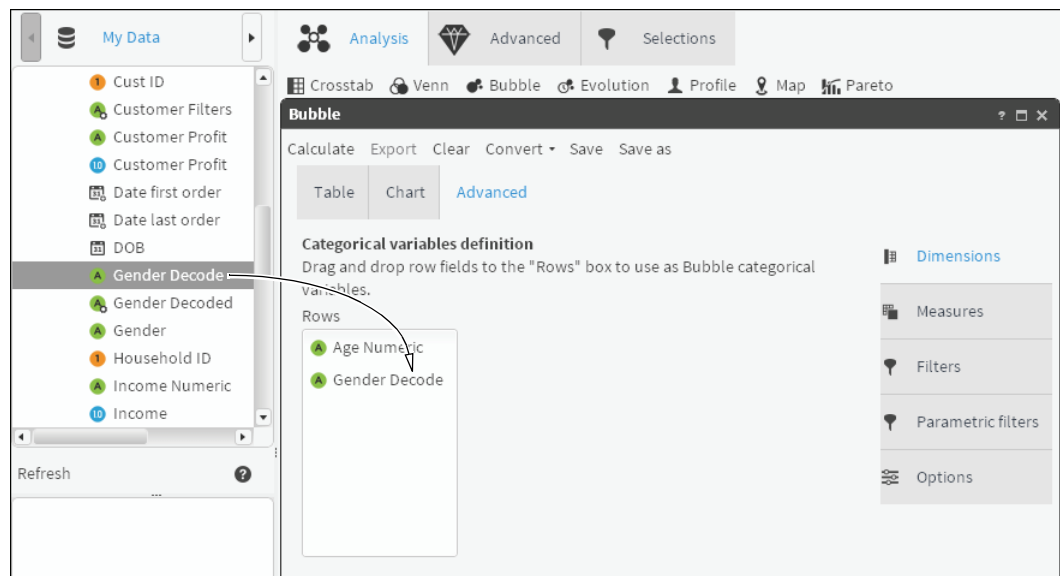 My Data
Analysis
Advanced
Selections
Cust ID
Customer Filters
Customer Profit
Customer Profit
Date first order
Date last order
DOB
Gender Decode
Gender Decoded
Gender
Household ID
Income Numeric
Income
Refresh
...
Crosstab Venn Bubble Evolution Profile Map Pareto
Bubble
Calculate Export Clear Convert Save Save as
Table Chart Advanced
Categorical variables definition
Drag and drop row fields to the "Rows" box to use as Bubble categorical
variables.
Rows
Age Numeric
Gender Decode
Dimensions
Measures
Filters
Parametric filters
Options